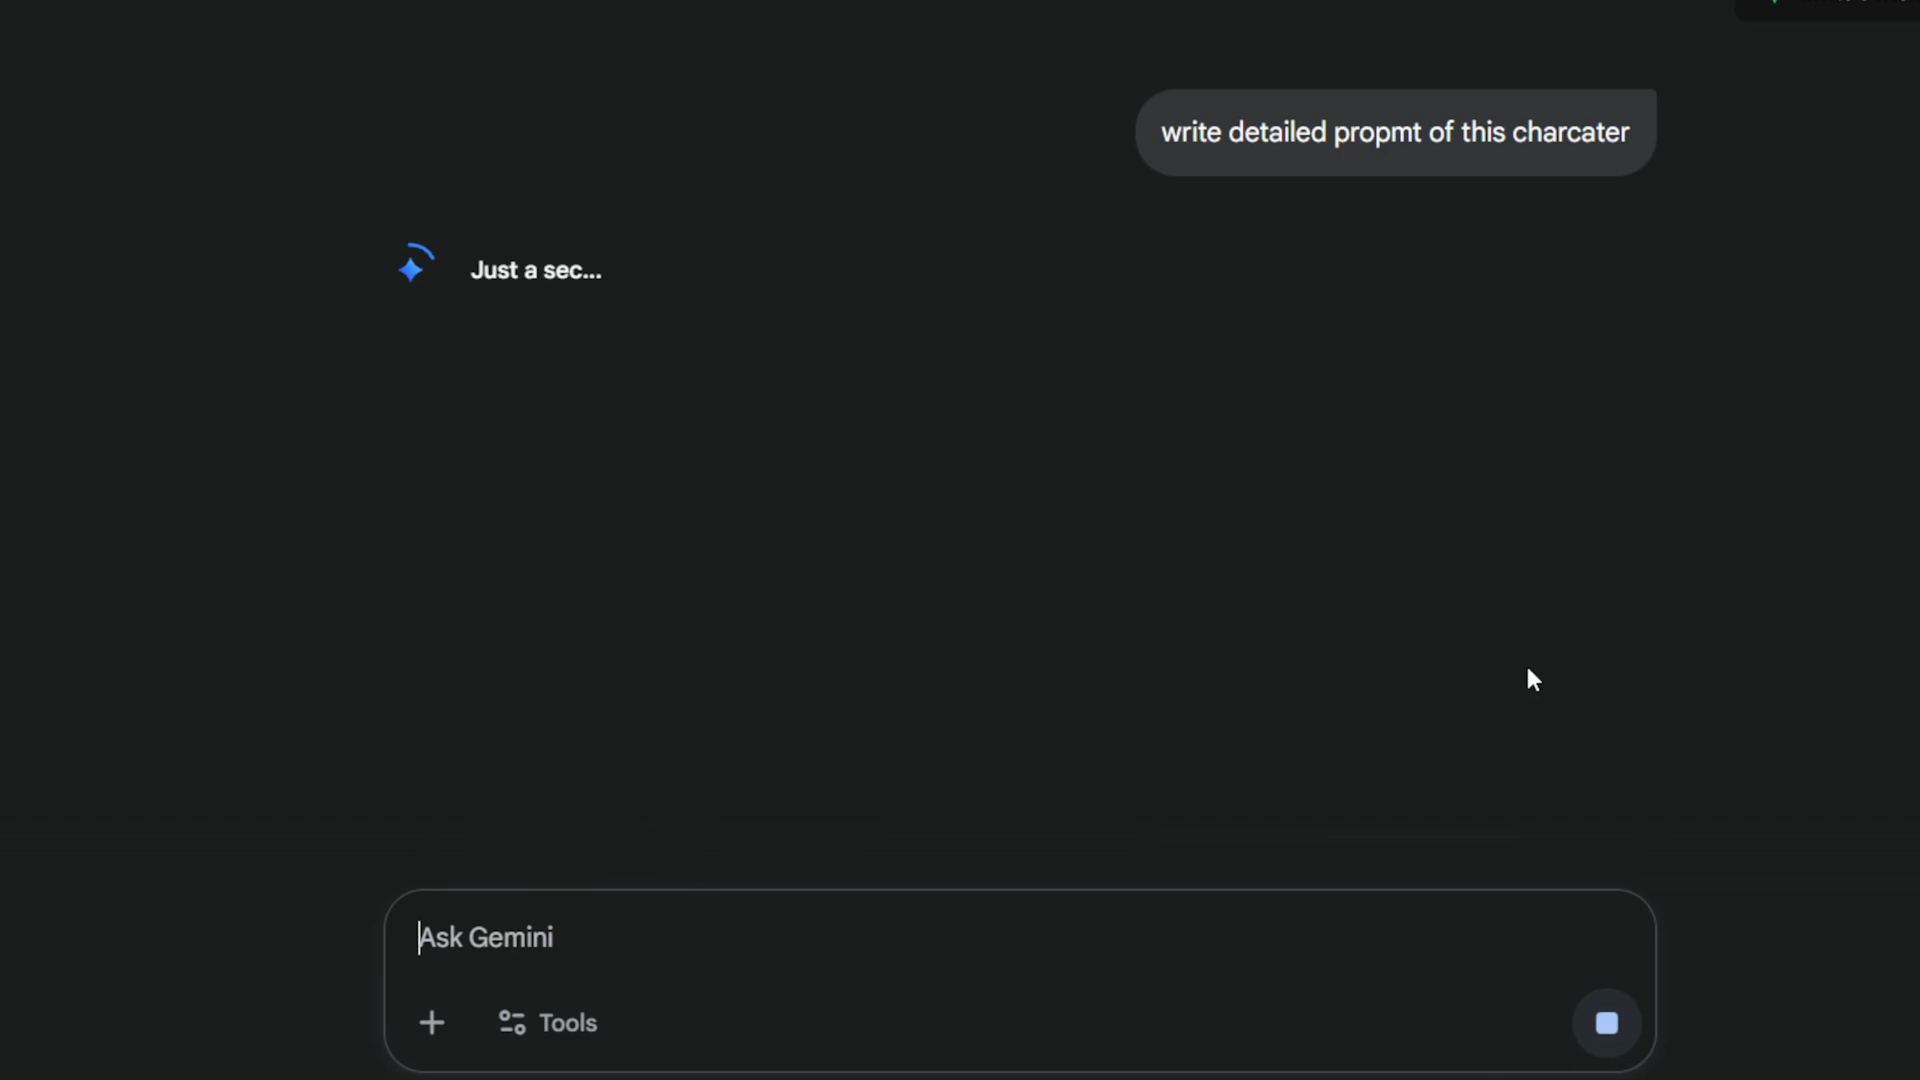 write detailed propmt of this charcater
Just a sec...
Ask Gemini
Tools